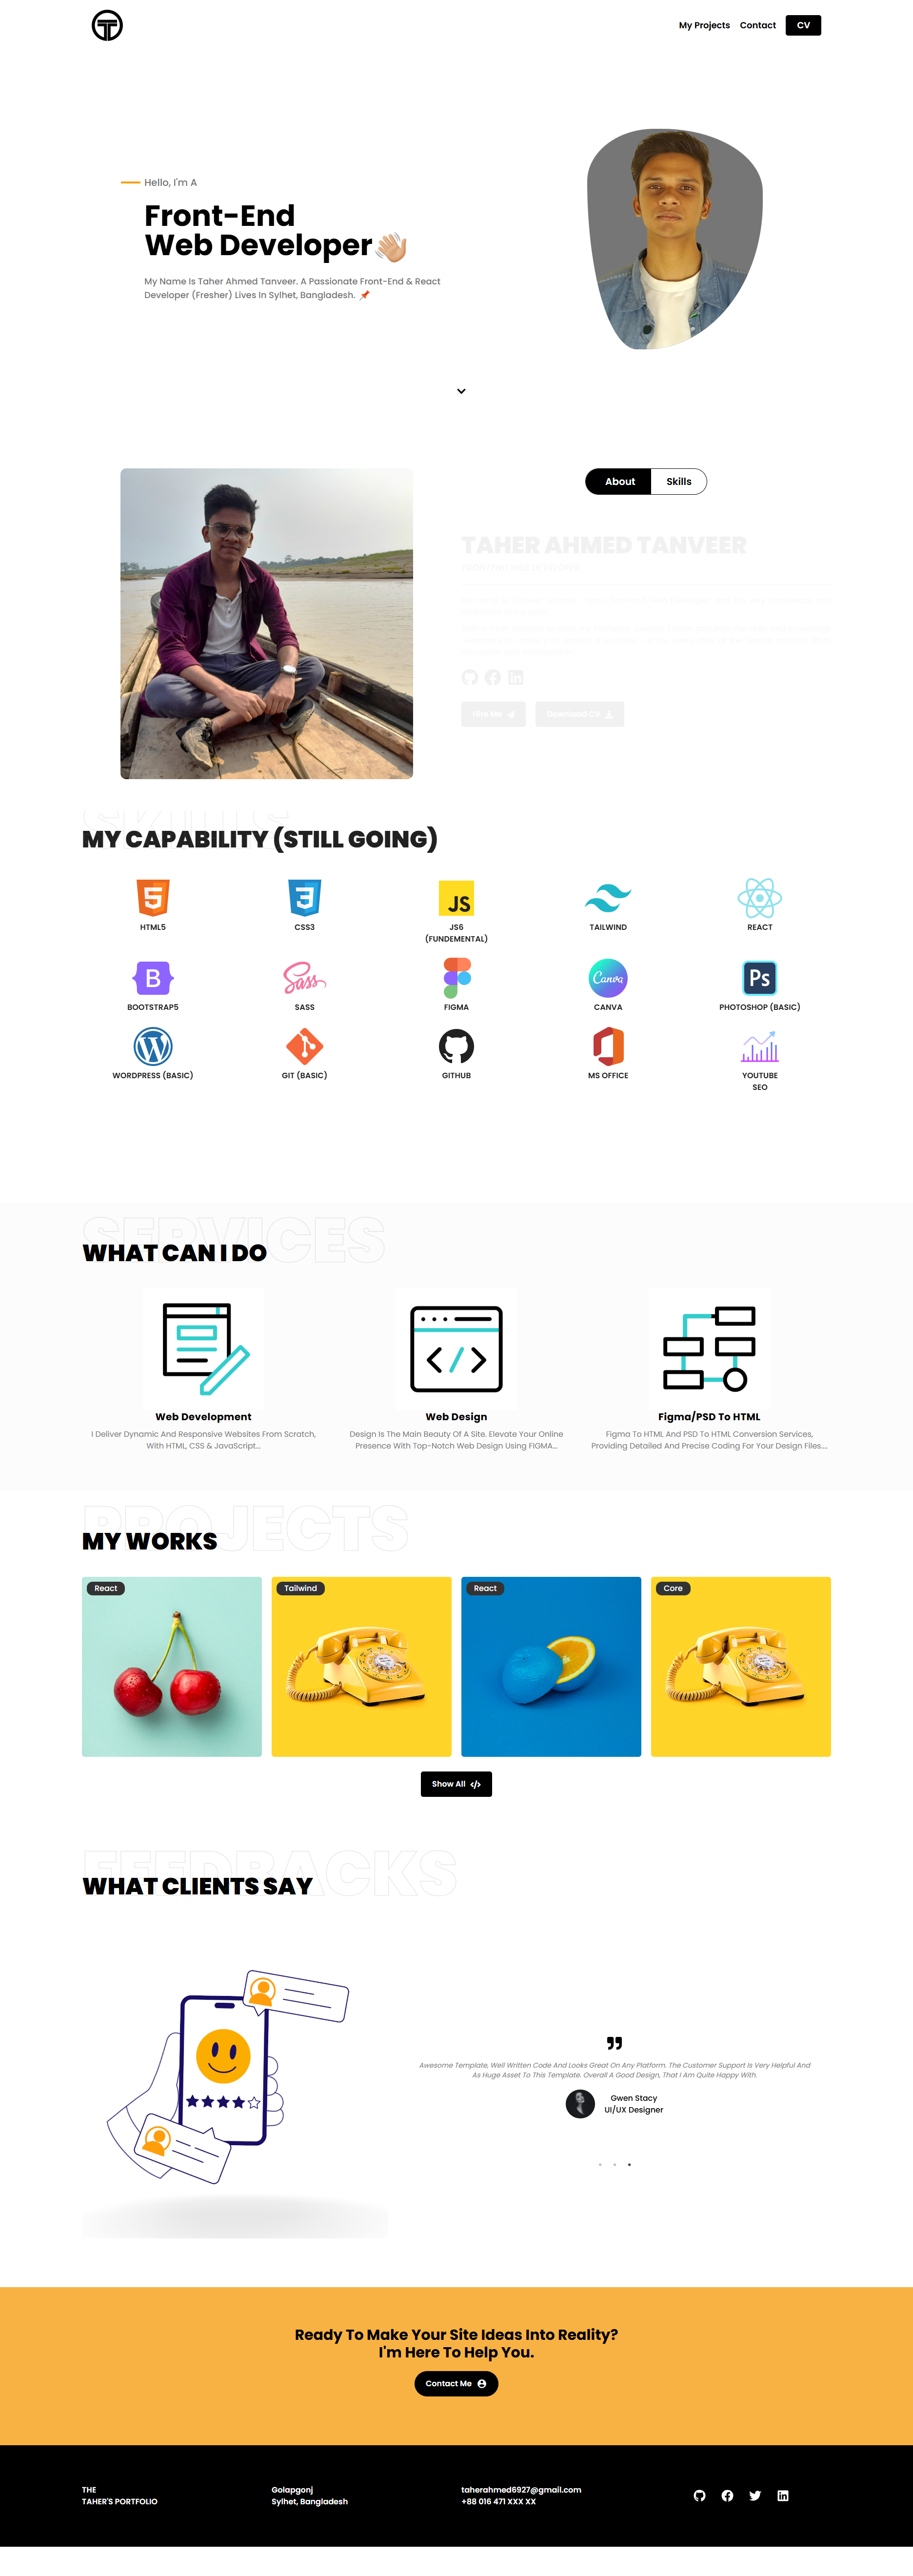 My Projects Contact CV
Hello, I'm A
Front-End
Web Developer
My Name Is Taher Ahmed Tanveer. A Passionate Front-End & React
Developer (Fresher) Lives In Sylhet, Bangladesh.
About Skills
TAHER AHMED TANVEER
Hire Me Download CV
SKILLS
MY CAPABILITY (STILL GOING)
HTML5
CSS3
JS
JS6
(FUNDEMENTAL)
TAILWIND
REACT
BOOTSTRAP5
Sass
SASS
FIGMA
Canva
CANVA
Ps
PHOTOSHOP (BASIC)
WORDPRESS (BASIC)
GIT (BASIC)
GITHUB
MS OFFICE
YOUTUBE
SEO
SERVICES
WHAT CAN I DO
Web Development
I Deliver Dynamic And Responsive Websites From Scratch,
With HTML, CSS & JavaScript...
Web Design
Design Is The Main Beauty Of A Site. Elevate Your Online
Presence With Top-Notch Web Design Using FIGMA...
Figma/PSD To HTML
Figma To HTML And PSD To HTML Conversion Services,
Providing Detailed And Precise Coding For Your Design Files....
PROJECTS
MY WORKS
React
Tailwind
React
Core
Show All
FEEDBACKS
WHAT CLIENTS SAY
Awesome Template, Well Written Code And Looks Great On Any Platform. The Customer Support Is Very Helpful And
As Huge Asset To This Template. Overall A Good Design, That I Am Quite Happy With.
Gwen Stacy
UI/UX Designer
Ready To Make Your Site Ideas Into Reality?
I'm Here To Help You.
Contact Me
THE
TAHER'S PORTFOLIO
Golapgonj
Sylhet, Bangladesh
taherahmed6927@gmail.com
+88 016 471 XXX XX